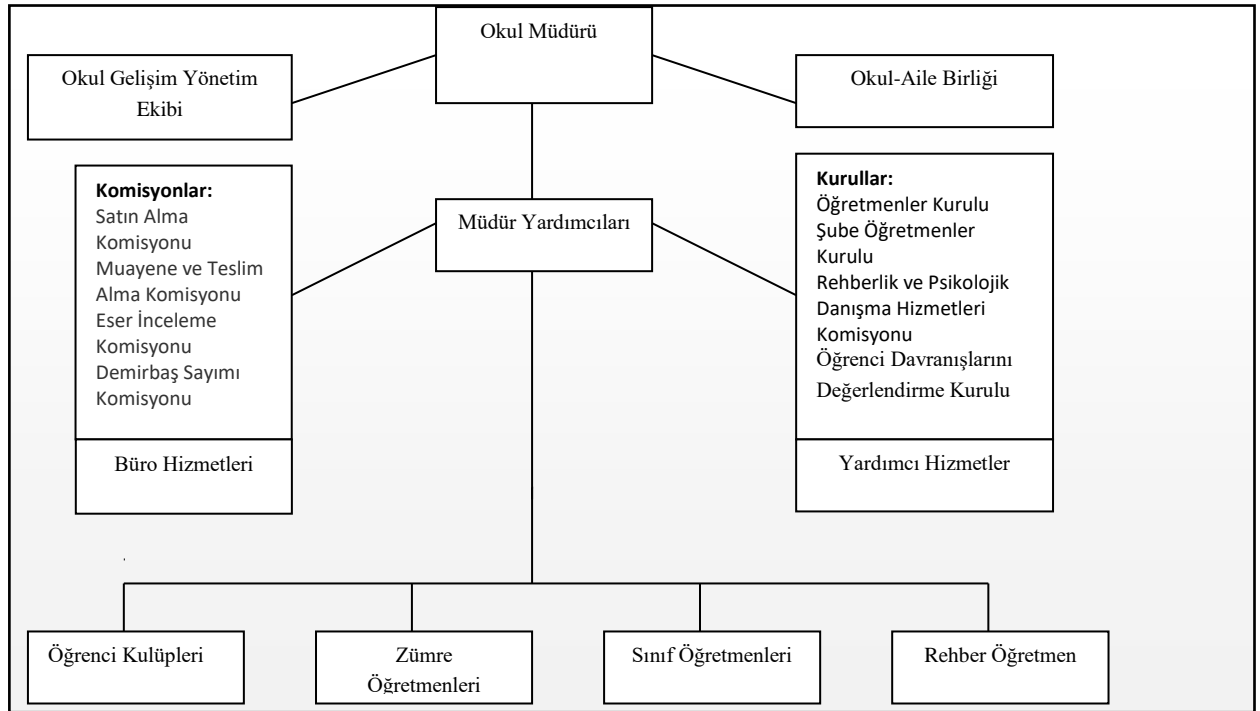 Okul Müdürü
Okul Gelişim Yönetim
Ekibi
Okul-Aile Birliği
Komisyonlar:
Satın Alma
Komisyonu
Muayene ve Teslim
Alma Komisyonu
Eser İnceleme
Komisyonu
Demirbaş Sayımı
Komisyonu
Büro Hizmetleri
Müdür Yardımcıları
Kurullar:
Öğretmenler Kurulu
Şube Öğretmenler
Kurulu
Rehberlik ve Psikolojik
Danışma Hizmetleri
Komisyonu
Öğrenci Davranışlarını
Değerlendirme Kurulu
Yardımcı Hizmetler
Öğrenci Kulüpleri
Zümre
Öğretmenleri
Sınıf Öğretmenleri
Rehber Öğretmen